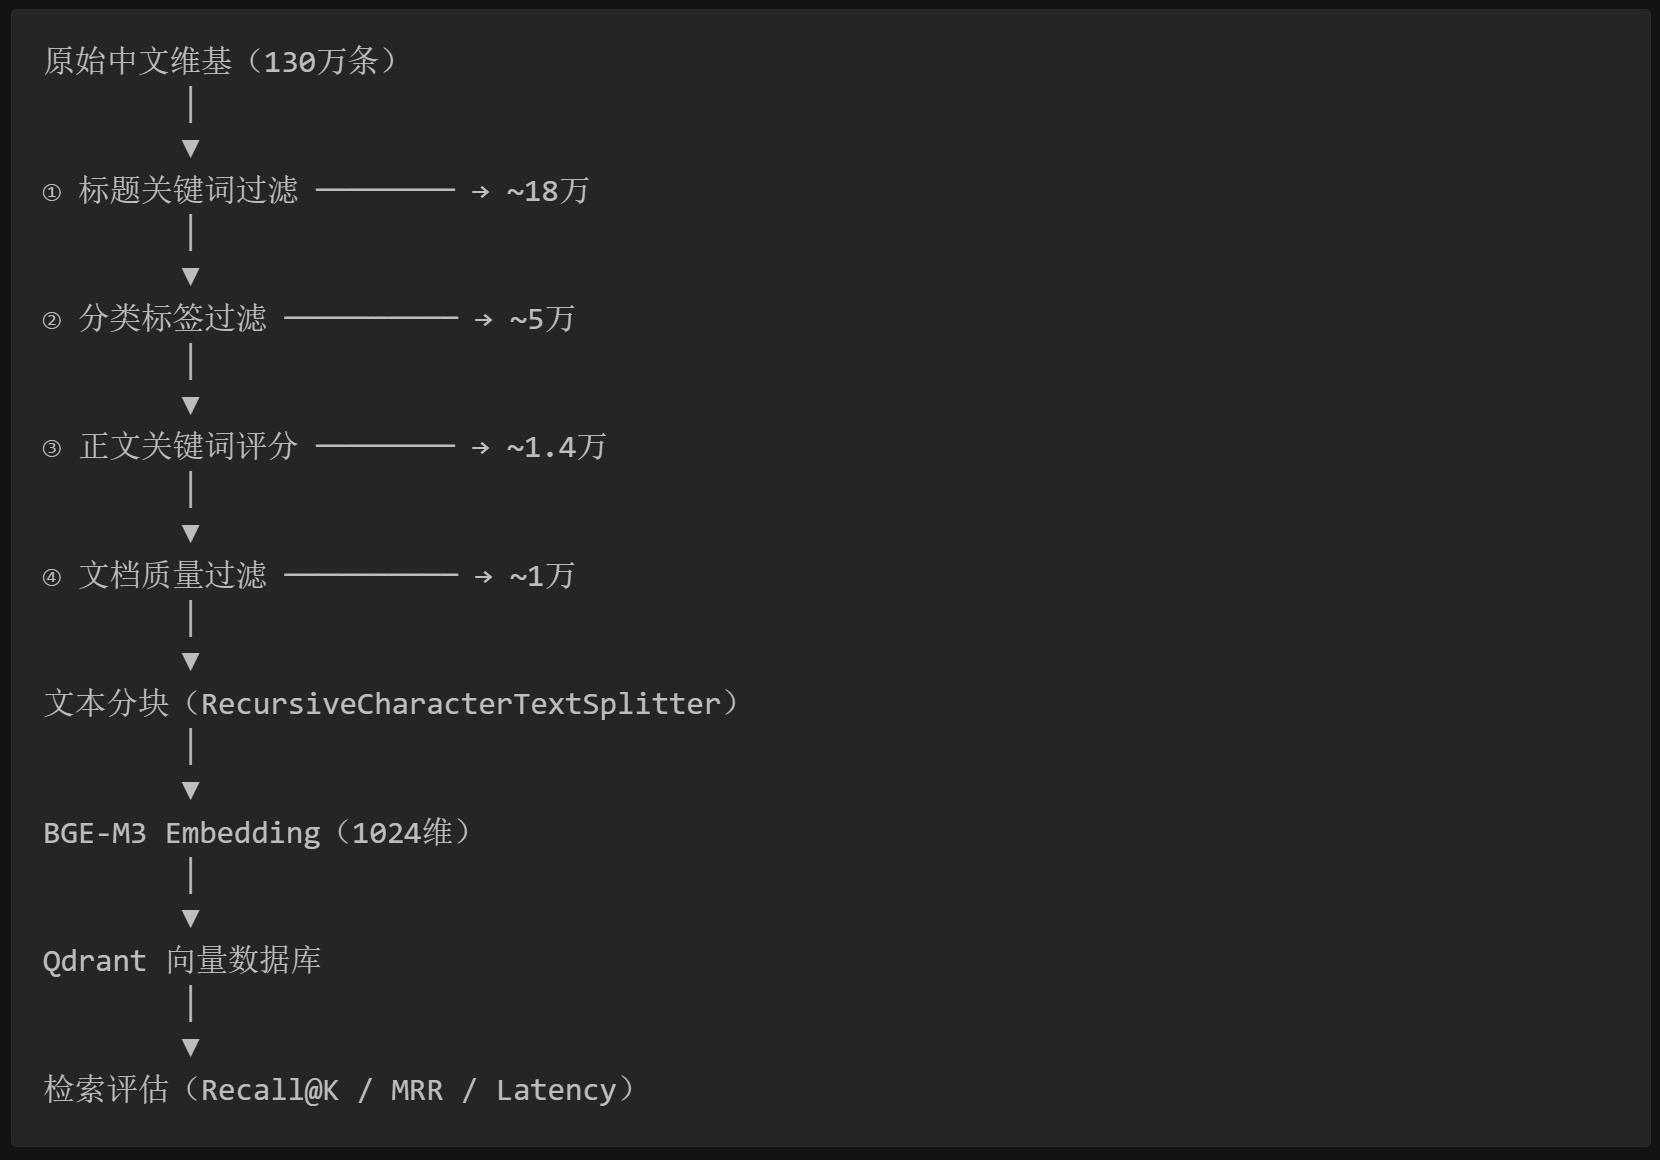 原始中文维基（130万条）
│
▼
① 标题关键词过滤 ──────── → ~18万
│
▼
② 分类标签过滤 ────────── → ~5万
│
▼
③ 正文关键词评分 ──────── → ~1.4万
│
▼
④ 文档质量过滤 ────────── → ~1万
│
▼
文本分块（RecursiveCharacterTextSplitter）
│
▼
BGE-M3 Embedding（1024维）
│
▼
Qdrant 向量数据库
│
▼
检索评估（Recall@K / MRR / Latency）